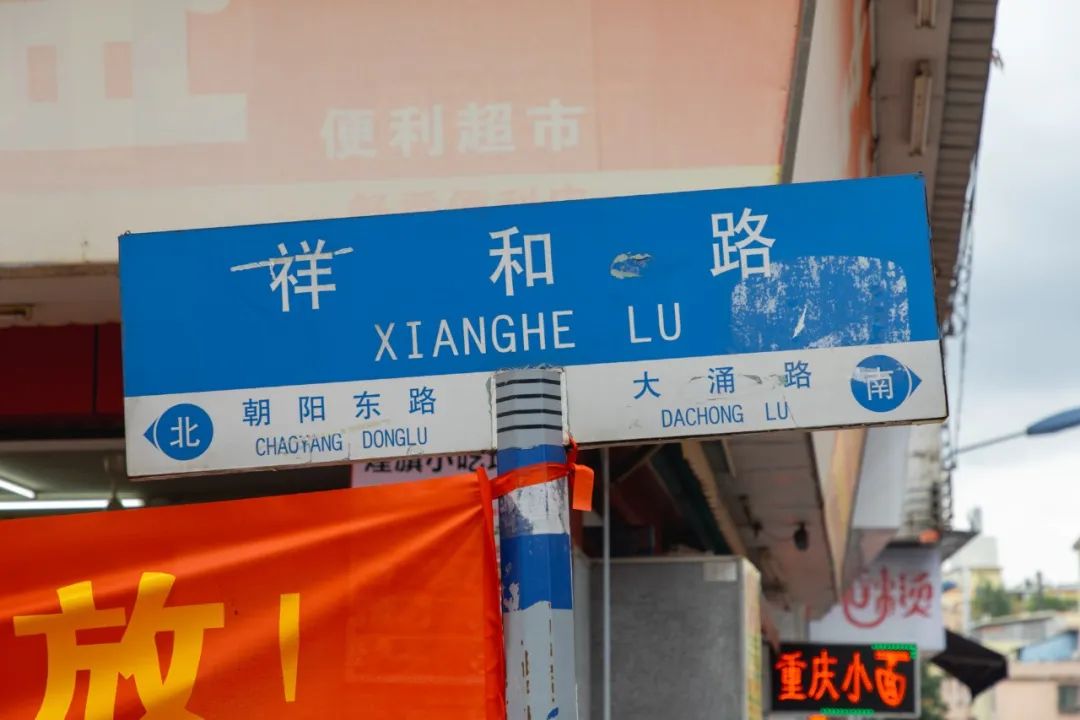 便利超市
祥和路
XIANGHE LU
北 朝阳东路 大涌路 南
CHAOYANG DONGLU DACHONG LU
放!
重庆小面